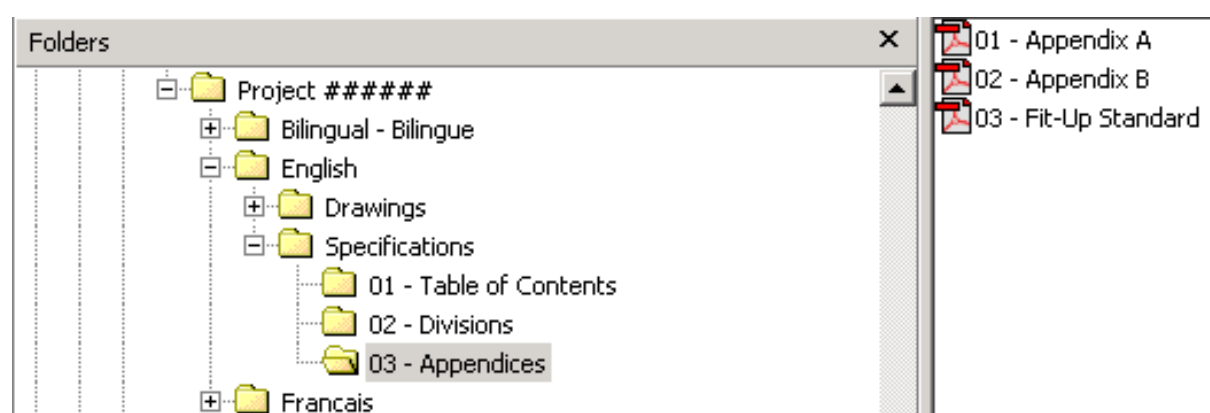 Folders
Project ######
Bilingual - Bilingue
English
Drawings
Specifications
01 - Table of Contents
02 - Divisions
03 - Appendices
Francais
01 - Appendix A
02 - Appendix B
03 - Fit-Up Standard